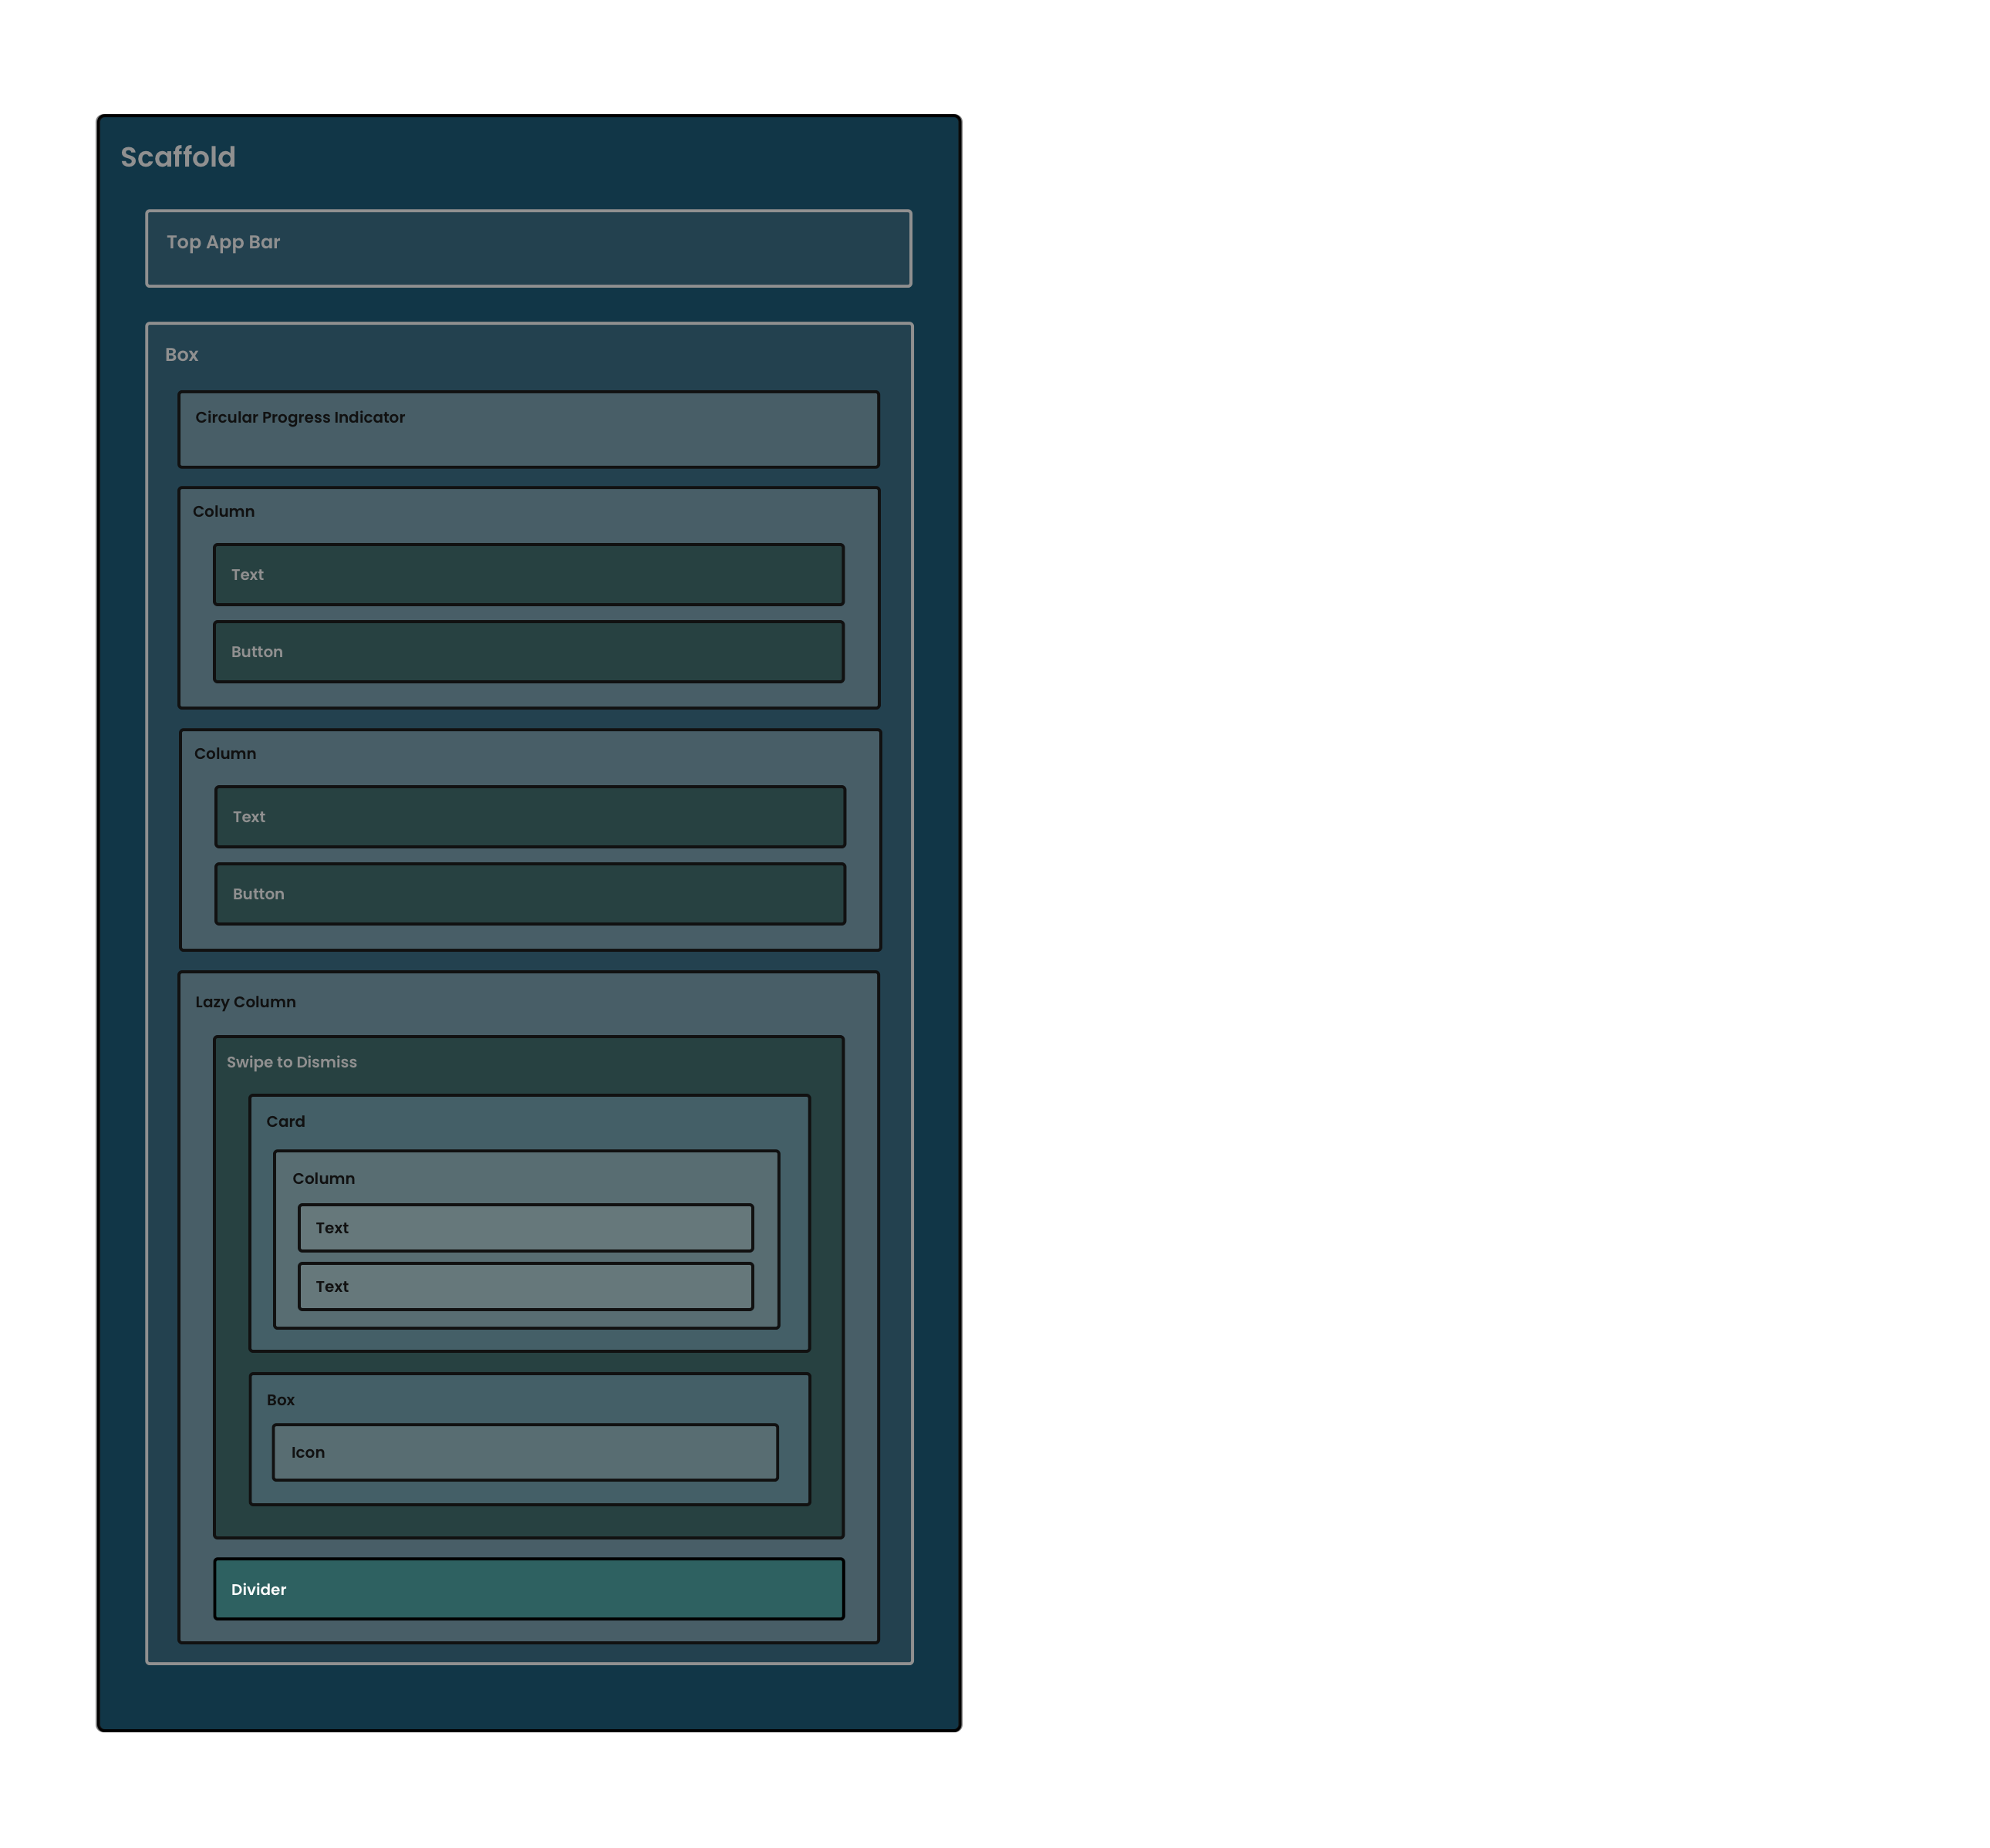 Scaffold
Top App Bar
Box
Circular Progress Indicator
Column
Text
Button
Column
Text
Button
Lazy Column
Swipe to Dismiss
Card
Column
Text
Text
Box
Icon
Divider